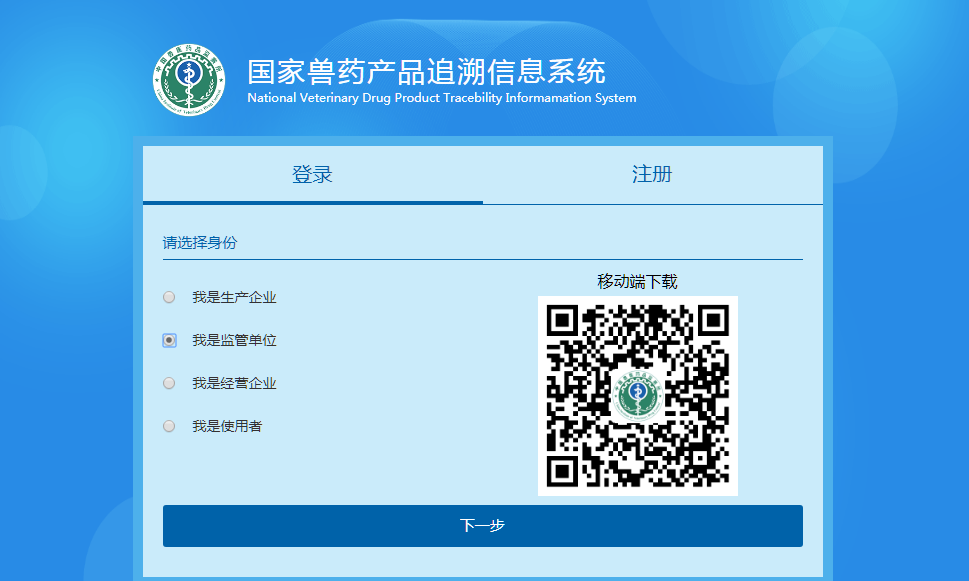 国家兽药产品追溯信息系统
National Veterinary Drug Product Tracebility Informamation System
登录
注册
请选择身份
移动端下载
我是生产企业
我是监管单位
我是经营企业
我是使用者
下一步